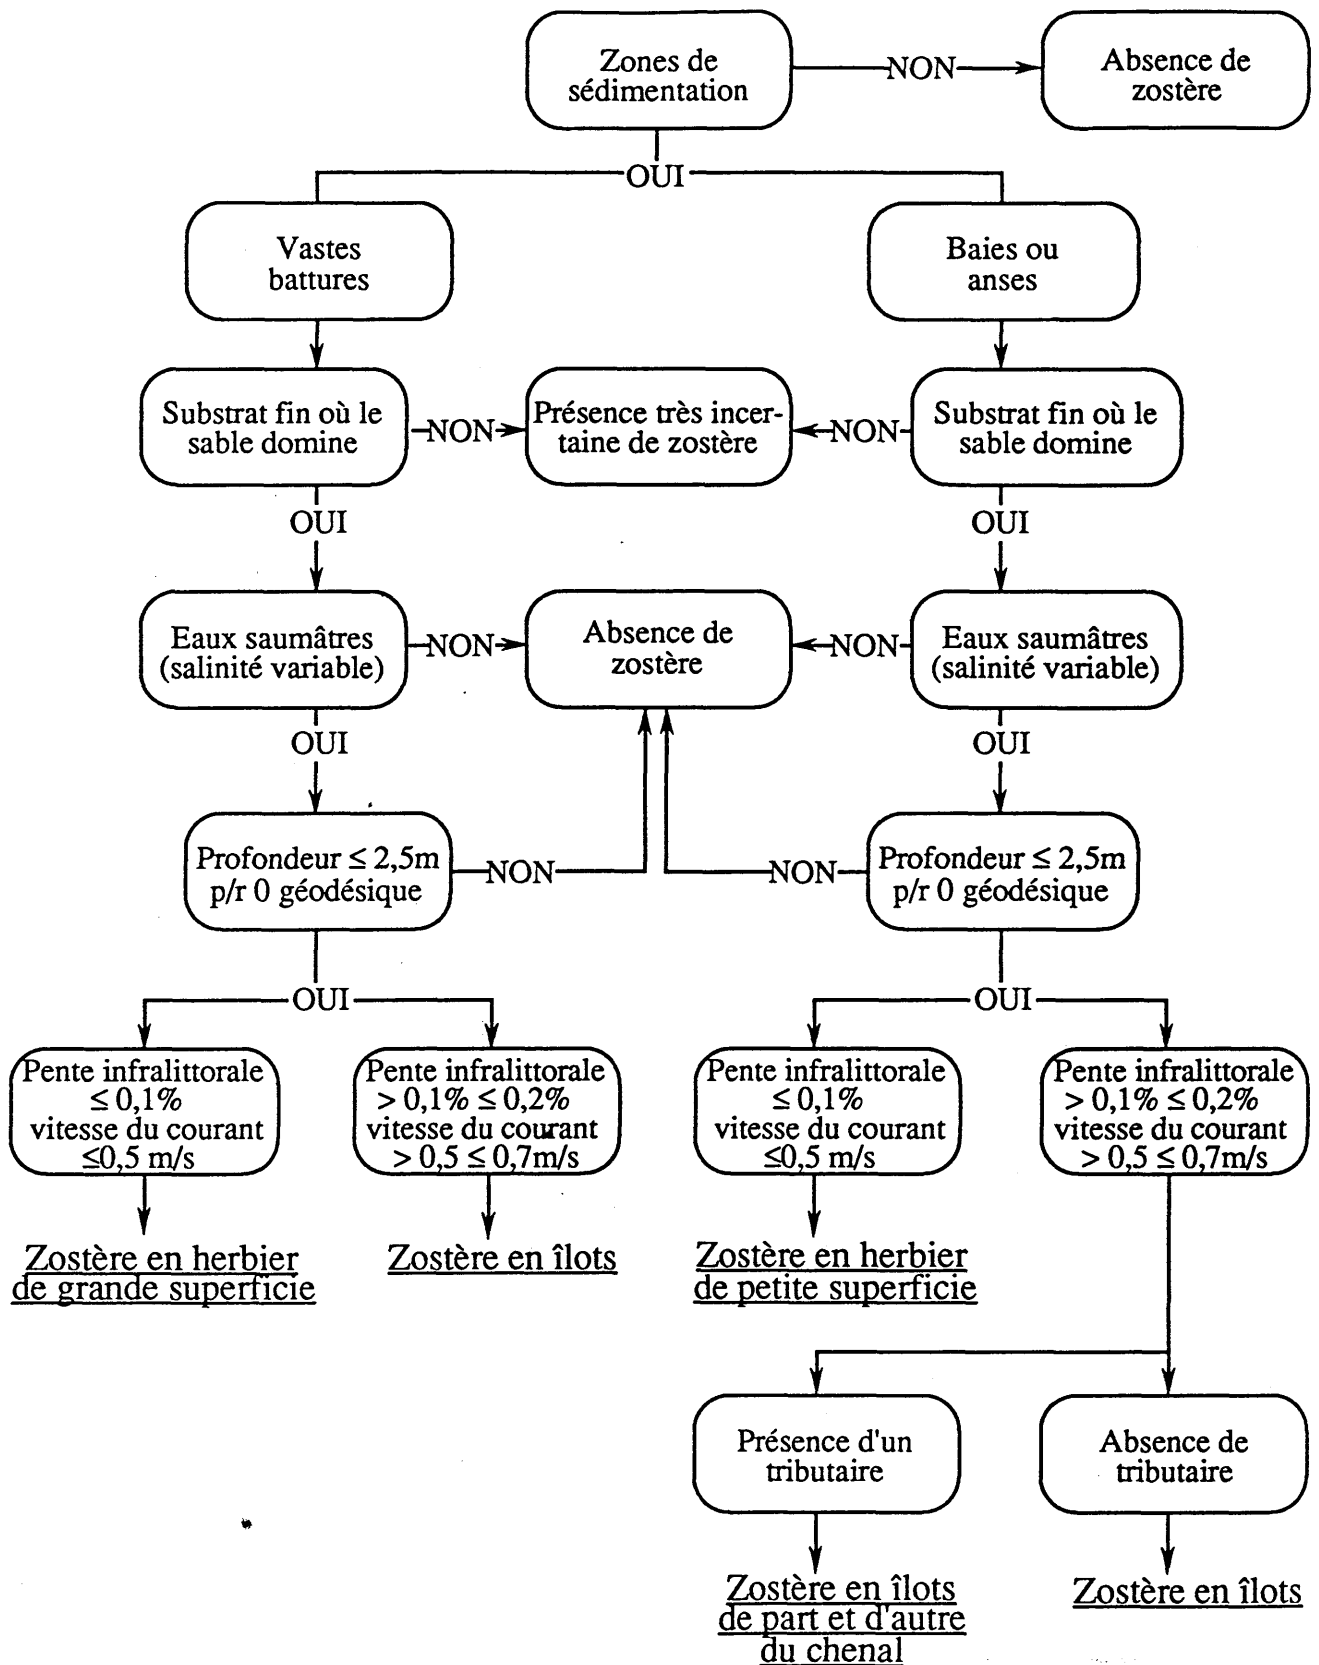 Zones de
sédimentation
NON
Absence de
zostère
OUI
Vastes
battures
Baies ou
anses
Substrat fin où le
sable domine
NON
Présence très incer-
taine de zostère
NON
Substrat fin où le
sable domine
OUI
OUI
Eaux saumâtres
(salinité variable)
NON
Absence de
zostère
NON
Eaux saumâtres
(salinité variable)
OUI
OUI
Profondeur ≤ 2,5m
p/r 0 géodésique
NON
NON
Profondeur ≤ 2,5m
p/r 0 géodésique
OUI
OUI
Pente infralittorale
≤ 0,1%
vitesse du courant
≤0,5 m/s
Pente infralittorale
> 0,1% ≤ 0,2%
vitesse du courant
> 0,5 ≤ 0,7m/s
Pente infralittorale
≤ 0,1%
vitesse du courant
≤0,5 m/s
Pente infralittorale
> 0,1% ≤ 0,2%
vitesse du courant
> 0,5 ≤ 0,7m/s
Zostère en herbier
de grande superficie
Zostère en îlots
Zostère en herbier
de petite superficie
Présence d'un
tributaire
Absence de
tributaire
Zostère en îlots
de part et d'autre
du chenal
Zostère en îlots